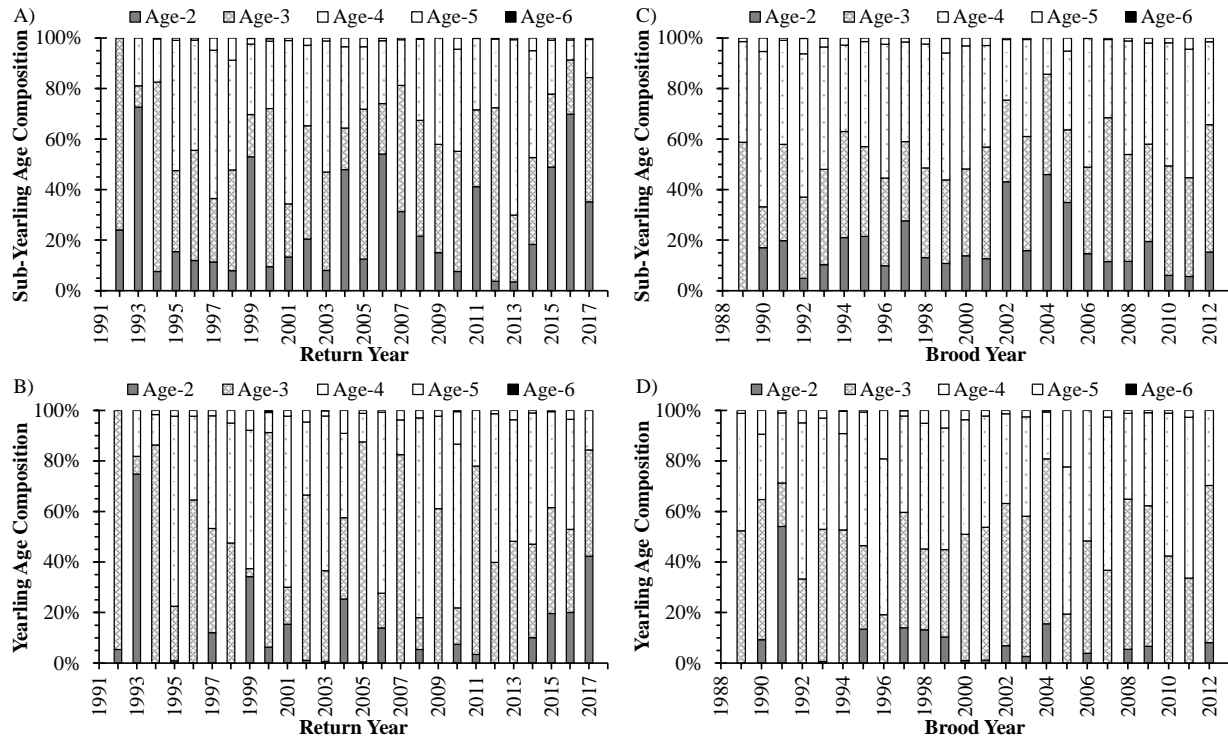 A) Age-2 Age-3 Age-4 Age-5 Age-6
Sub-Yearling Age Composition
100%
80%
60%
40%
20%
0%
1991 1993 1995 1997 1999 2001 2003 2005 2007 2009 2011 2013 2015 2017
Return Year
C) Age-2 Age-3 Age-4 Age-5 Age-6
Sub-Yearling Age Composition
100%
80%
60%
40%
20%
0%
1988 1990 1992 1994 1996 1998 2000 2002 2004 2006 2008 2010 2012
Brood Year
B) Age-2 Age-3 Age-4 Age-5 Age-6
Yearling Age Composition
100%
80%
60%
40%
20%
0%
1991 1993 1995 1997 1999 2001 2003 2005 2007 2009 2011 2013 2015 2017
Return Year
D) Age-2 Age-3 Age-4 Age-5 Age-6
Yearling Age Composition
100%
80%
60%
40%
20%
0%
1988 1990 1992 1994 1996 1998 2000 2002 2004 2006 2008 2010 2012
Brood Year